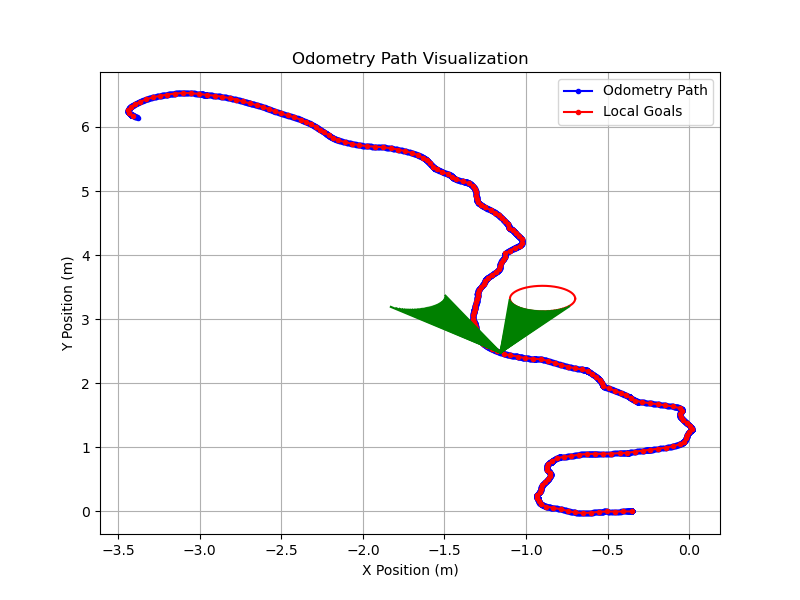 Odometry Path Visualization
Odometry Path
Local Goals
Y Position (m)
6
5
4
3
2
1
0
−3.5 −3.0 −2.5 −2.0 −1.5 −1.0 −0.5 0.0
X Position (m)